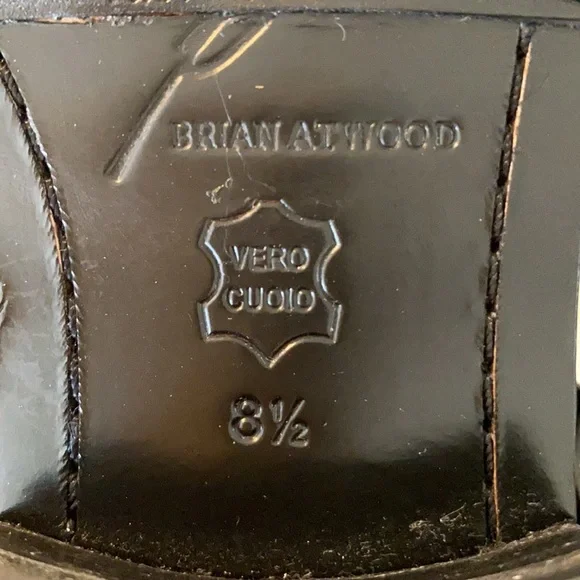 BRIAN ATWOOD
VERO
CUOIO
8½